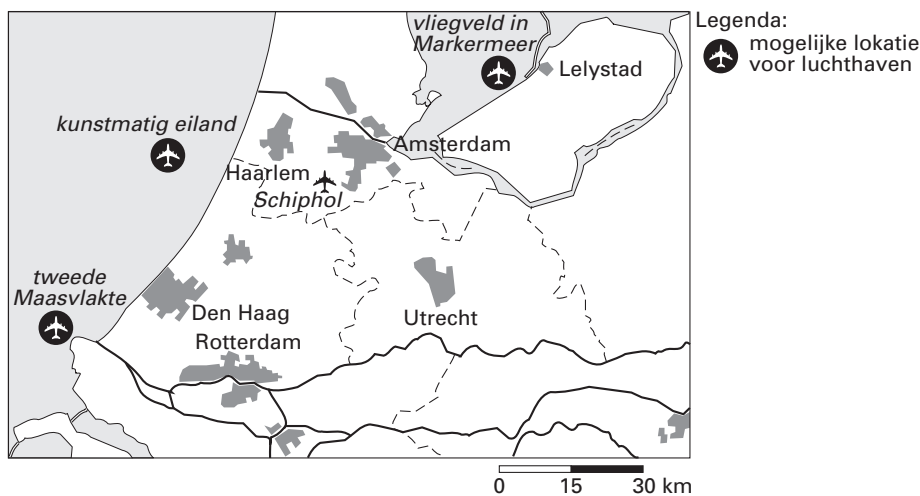 vliegveld in
Markermeer
Legenda:
mogelijke lokatie
voor luchthaven
Lelystad
kunstmatig eiland
Amsterdam
Haarlem
Schiphol
tweede
Maasvlakte
Den Haag
Utrecht
Rotterdam
0 15 30 km